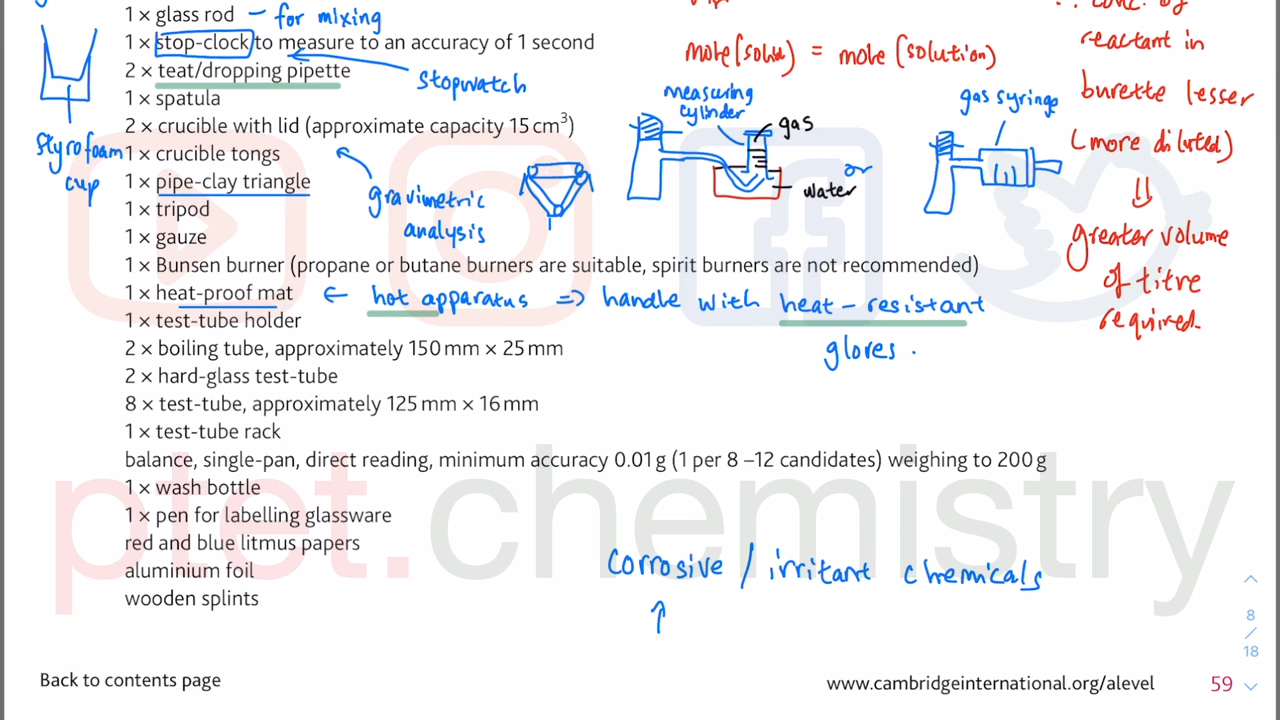 1 × glass rod – for mixing
1 × stop-clock to measure to an accuracy of 1 second
stopwatch
2 × teat/dropping pipette
1 × spatula
2 × crucible with lid (approximate capacity 15 cm³)
styrofoam cup
1 × crucible tongs
1 × pipe-clay triangle
gravimetric
analysis
1 × tripod
1 × gauze
1 × Bunsen burner (propane or butane burners are suitable, spirit burners are not recommended)
1 × heat-proof mat ← hot apparatus => handle with heat-resistant
gloves.
1 × test-tube holder
2 × boiling tube, approximately 150 mm × 25 mm
2 × hard-glass test-tube
8 × test-tube, approximately 125 mm × 16 mm
1 × test-tube rack
balance, single-pan, direct reading, minimum accuracy 0.01 g (1 per 8 –12 candidates) weighing to 200 g
1 × wash bottle
1 × pen for labelling glassware
red and blue litmus papers
aluminium foil
wooden splints
= mole (solution)
measuring
cylinder
gas
water
or
gas syringe
conc. of
reactant in
burette lesser
(more diluted)
⇓
greater volume
of titre
required.
corrosive / irritant chemicals
↑
ptet.chemistry
8
/
18
Back to contents page
www.cambridgeinternational.org/alevel 59